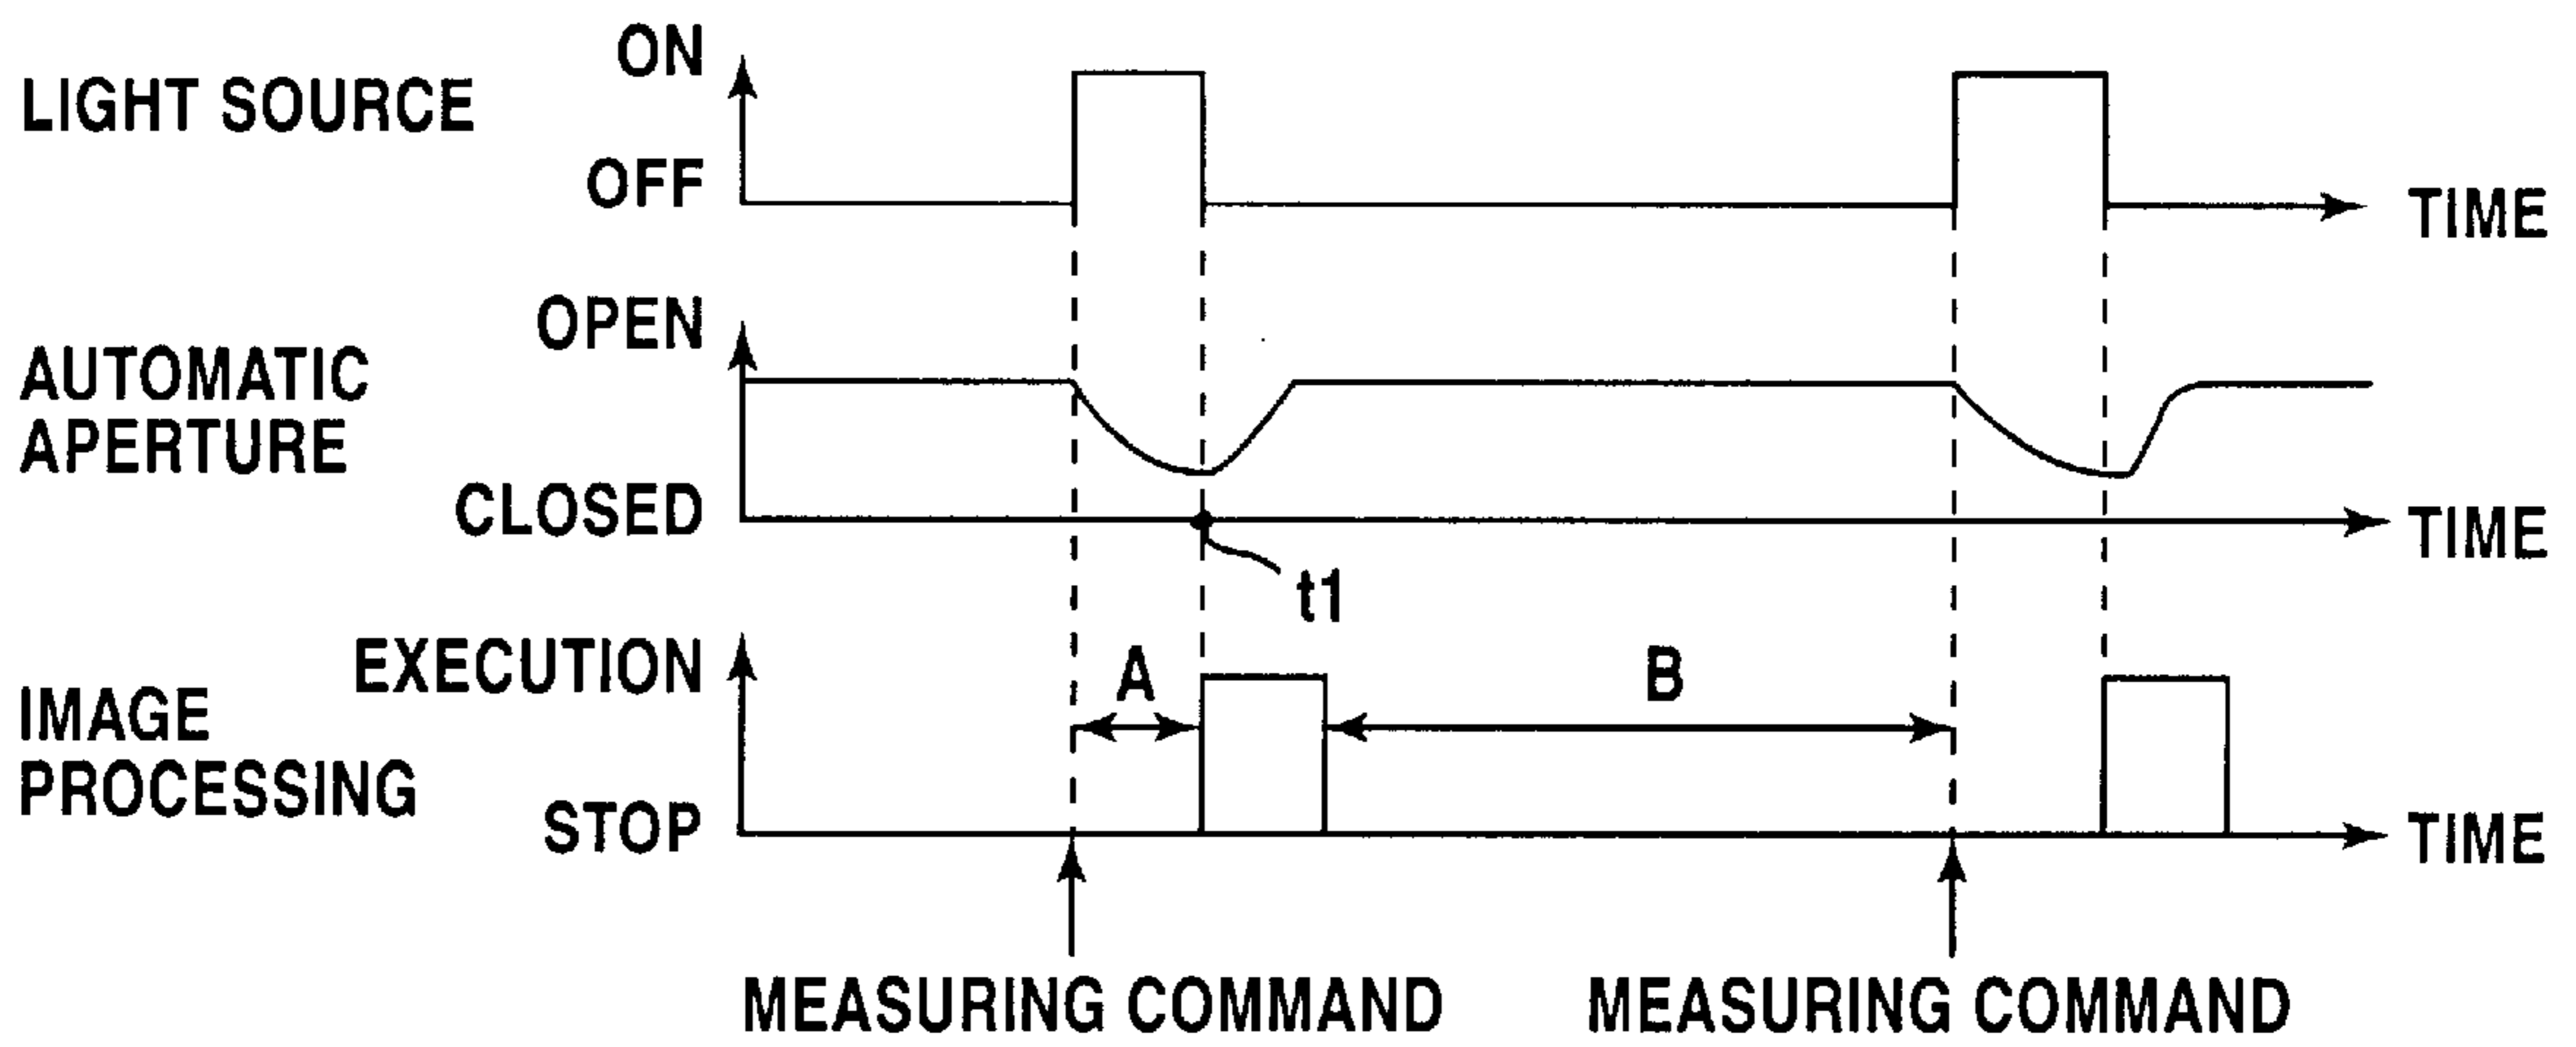 ON
LIGHT SOURCE
OFF
TIME
OPEN
AUTOMATIC
APERTURE
CLOSED
TIME
t1
EXECUTION
A
B
IMAGE
PROCESSING
STOP
TIME
MEASURING COMMAND
MEASURING COMMAND